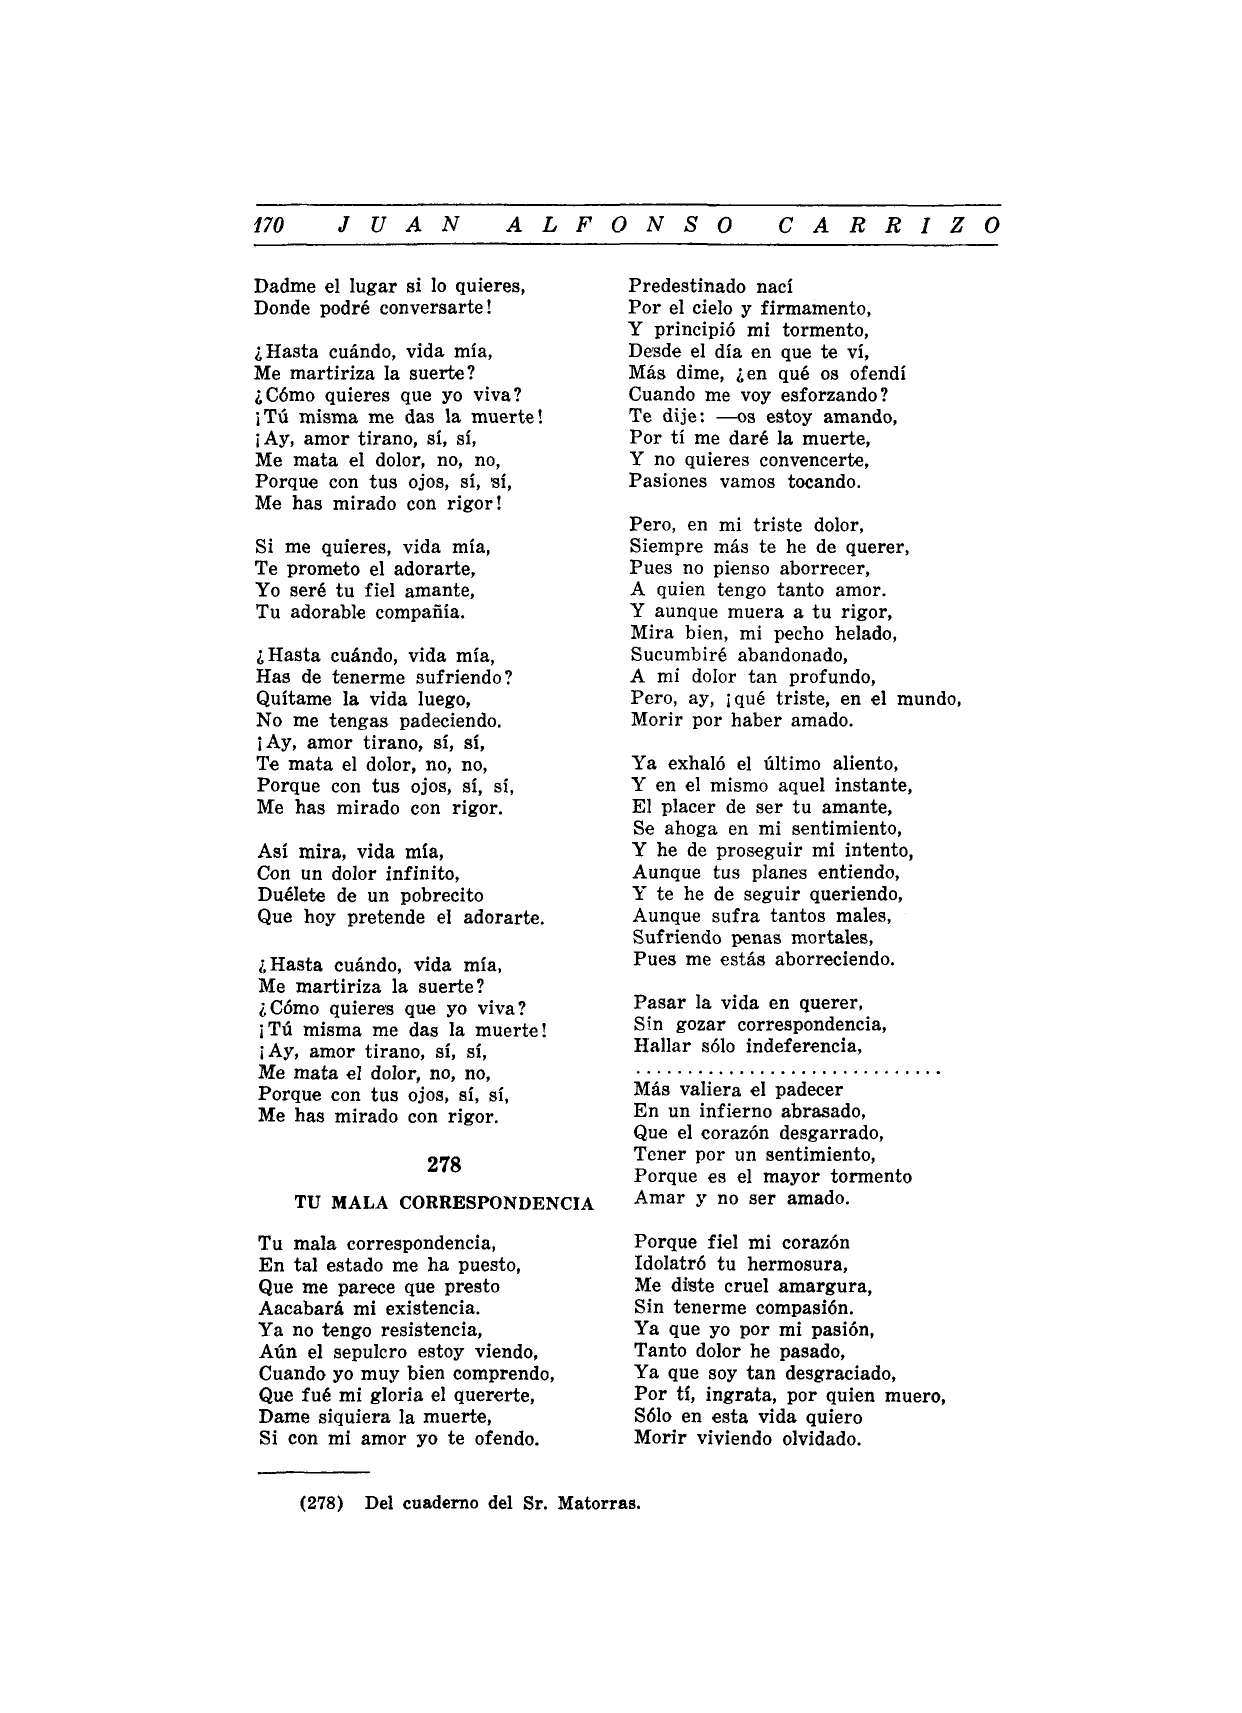 170 JUAN ALFONSO CARRIZO
Dadme el lugar si lo quieres,
Donde podré conversarte!
¿Hasta cuándo, vida mía,
Me martiriza la suerte?
¿Cómo quieres que yo viva?
¡Tú misma me das la muerte!
¡Ay, amor tirano, sí, sí,
Me mata el dolor, no, no,
Porque con tus ojos, sí, sí,
Me has mirado con rigor!
Si me quieres, vida mía,
Te prometo el adorarte,
Yo seré tu fiel amante,
Tu adorable compañía.
¿Hasta cuándo, vida mía,
Has de tenerme sufriendo?
Quítame la vida luego,
No me tengas padeciendo.
¡Ay, amor tirano, sí, sí,
Te mata el dolor, no, no,
Porque con tus ojos, sí, sí,
Me has mirado con rigor.
Así mira, vida mía,
Con un dolor infinito,
Duélete de un pobrecito
Que hoy pretende el adorarte.
¿Hasta cuándo, vida mía,
Me martiriza la suerte?
¿Cómo quieres que yo viva?
¡Tú misma me das la muerte!
¡Ay, amor tirano, sí, sí,
Me mata el dolor, no, no,
Porque con tus ojos, sí, sí,
Me has mirado con rigor.
278
TU MALA CORRESPONDENCIA
Tu mala correspondencia,
En tal estado me ha puesto,
Que me parece que presto
Aacabará mi existencia.
Ya no tengo resistencia,
Aún el sepulcro estoy viendo,
Cuando yo muy bien comprendo,
Que fué mi gloria el quererte,
Dame siquiera la muerte,
Si con mi amor yo te ofendo.
Predestinado nací
Por el cielo y firmamento,
Y principió mi tormento,
Desde el día en que te ví,
Más dime, ¿en qué os ofendí
Cuando me voy esforzando?
Te dije: —os estoy amando,
Por tí me daré la muerte,
Y no quieres convencerte,
Pasiones vamos tocando.
Pero, en mi triste dolor,
Siempre más te he de querer,
Pues no pienso aborrecer,
A quien tengo tanto amor.
Y aunque muera a tu rigor,
Mira bien, mi pecho helado,
Sucumbiré abandonado,
A mi dolor tan profundo,
Pero, ay, ¡qué triste, en el mundo,
Morir por haber amado.
Ya exhaló el último aliento,
Y en el mismo aquel instante,
El placer de ser tu amante,
Se ahoga en mi sentimiento,
Y he de proseguir mi intento,
Aunque tus planes entiendo,
Y te he de seguir queriendo,
Aunque sufra tantos males,
Sufriendo penas mortales,
Pues me estás aborreciendo.
Pasar la vida en querer,
Sin gozar correspondencia,
Hallar sólo indeferencia,
..............................
Más valiera el padecer
En un infierno abrasado,
Que el corazón desgarrado,
Tener por un sentimiento,
Porque es el mayor tormento
Amar y no ser amado.
Porque fiel mi corazón
Idolatró tu hermosura,
Me diste cruel amargura,
Sin tenerme compasión.
Ya que yo por mi pasión,
Tanto dolor he pasado,
Ya que soy tan desgraciado,
Por tí, ingrata, por quien muero,
Sólo en esta vida quiero
Morir viviendo olvidado.
(278) Del cuaderno del Sr. Matorras.